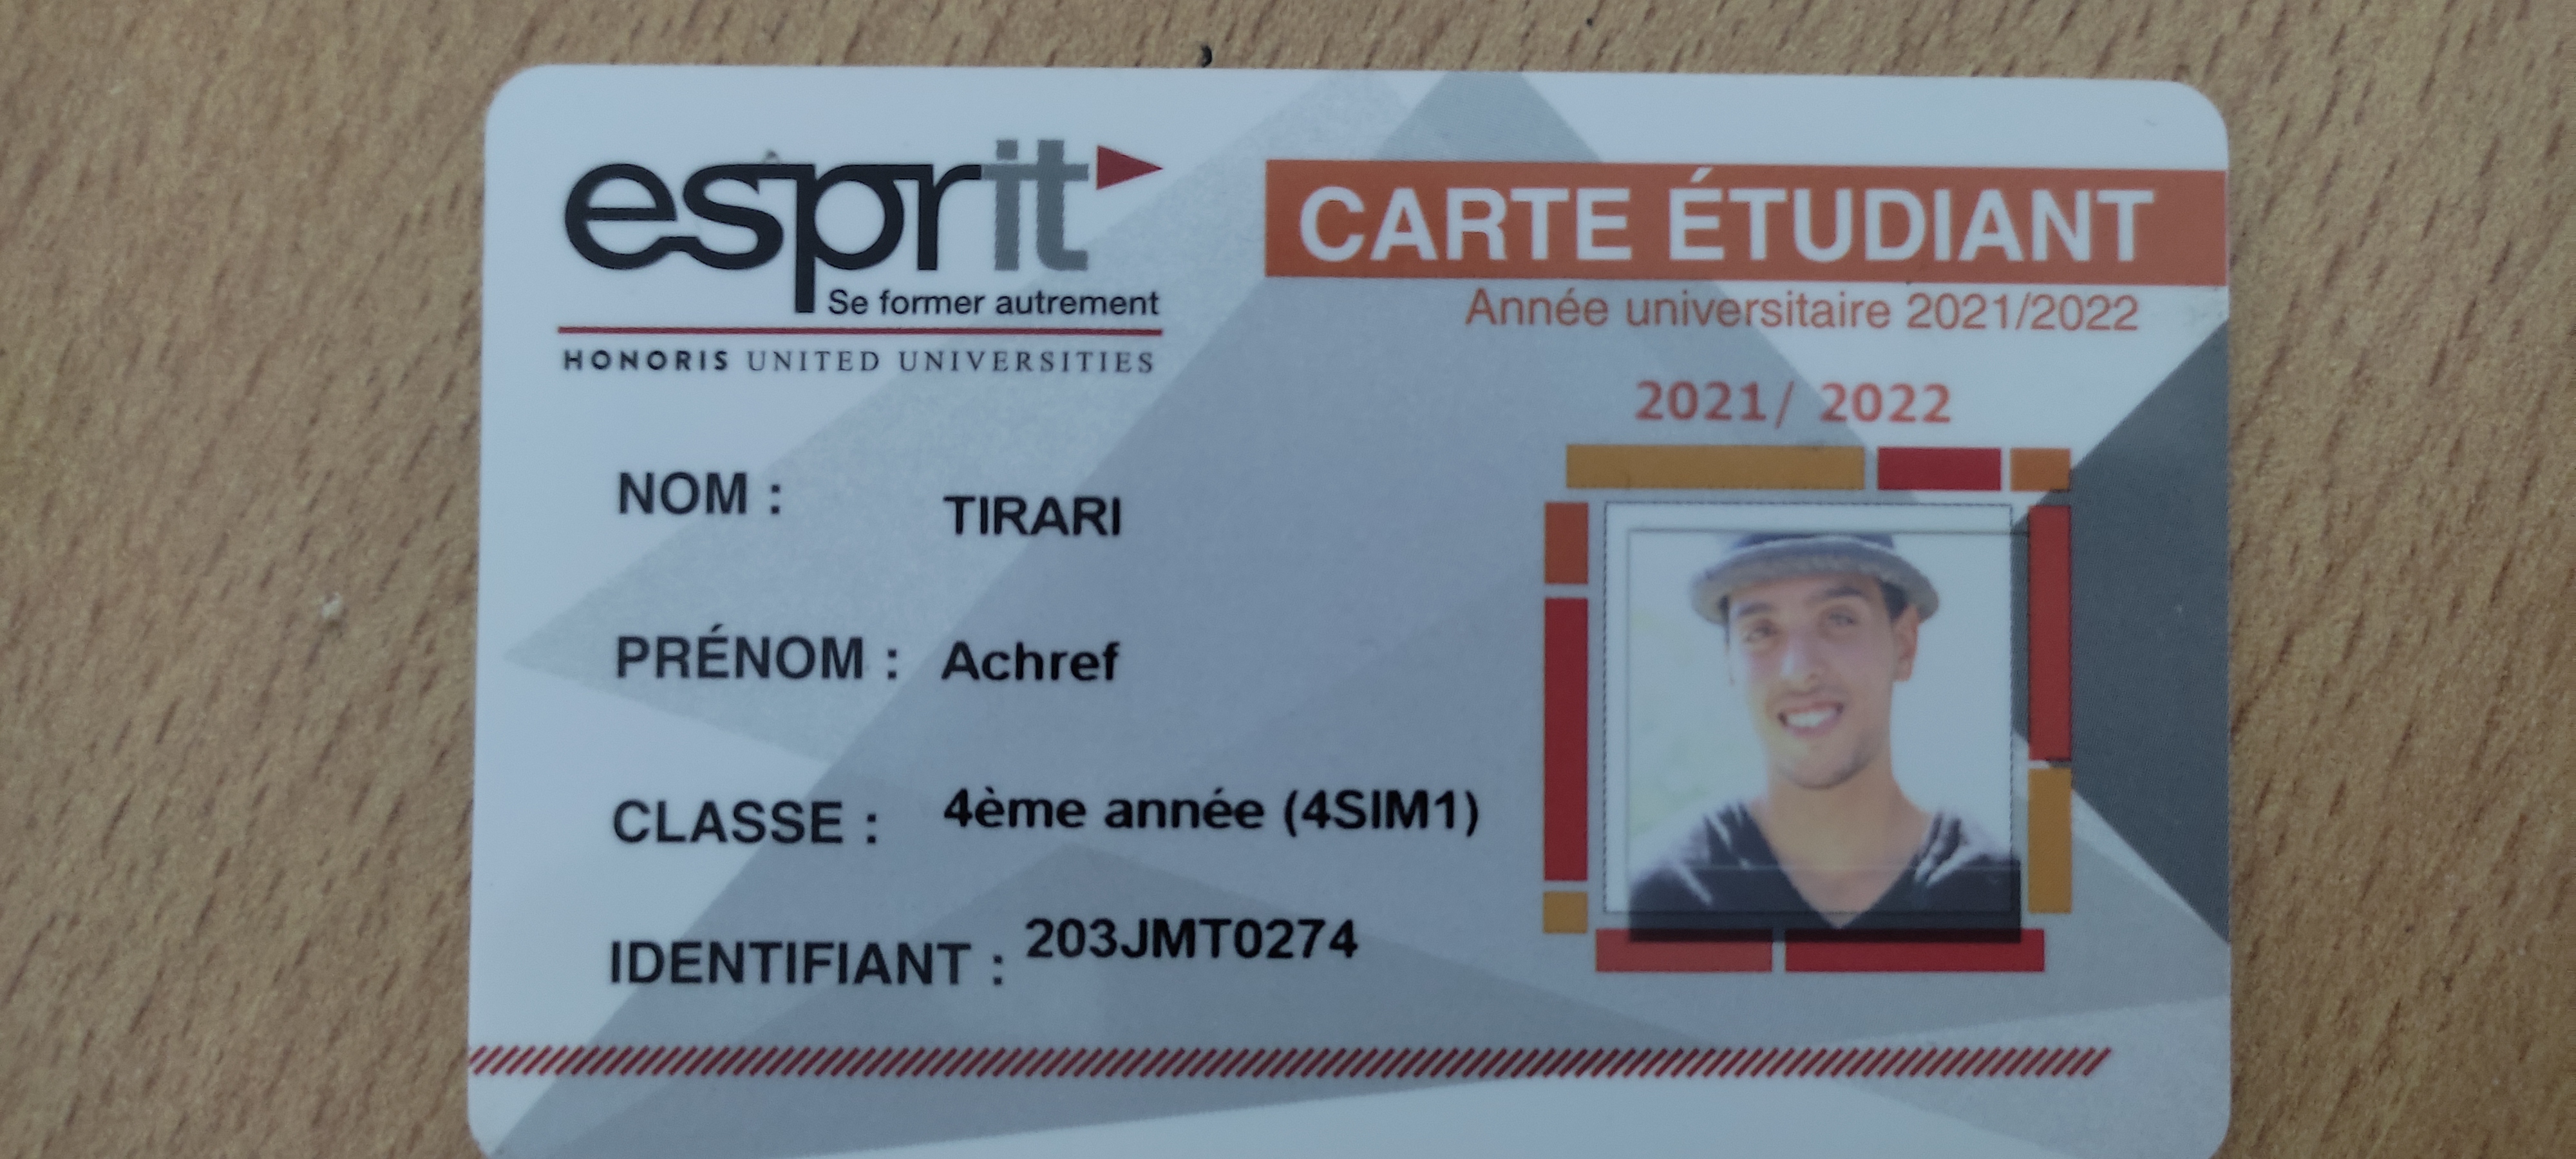 esprit
Se former autrement
HONORIS UNITED UNIVERSITIES
CARTE ÉTUDIANT
Année universitaire 2021/2022
2021/ 2022
NOM : TIRARI
PRÉNOM : Achref
CLASSE : 4ème année (4SIM1)
IDENTIFIANT : 203JMT0274